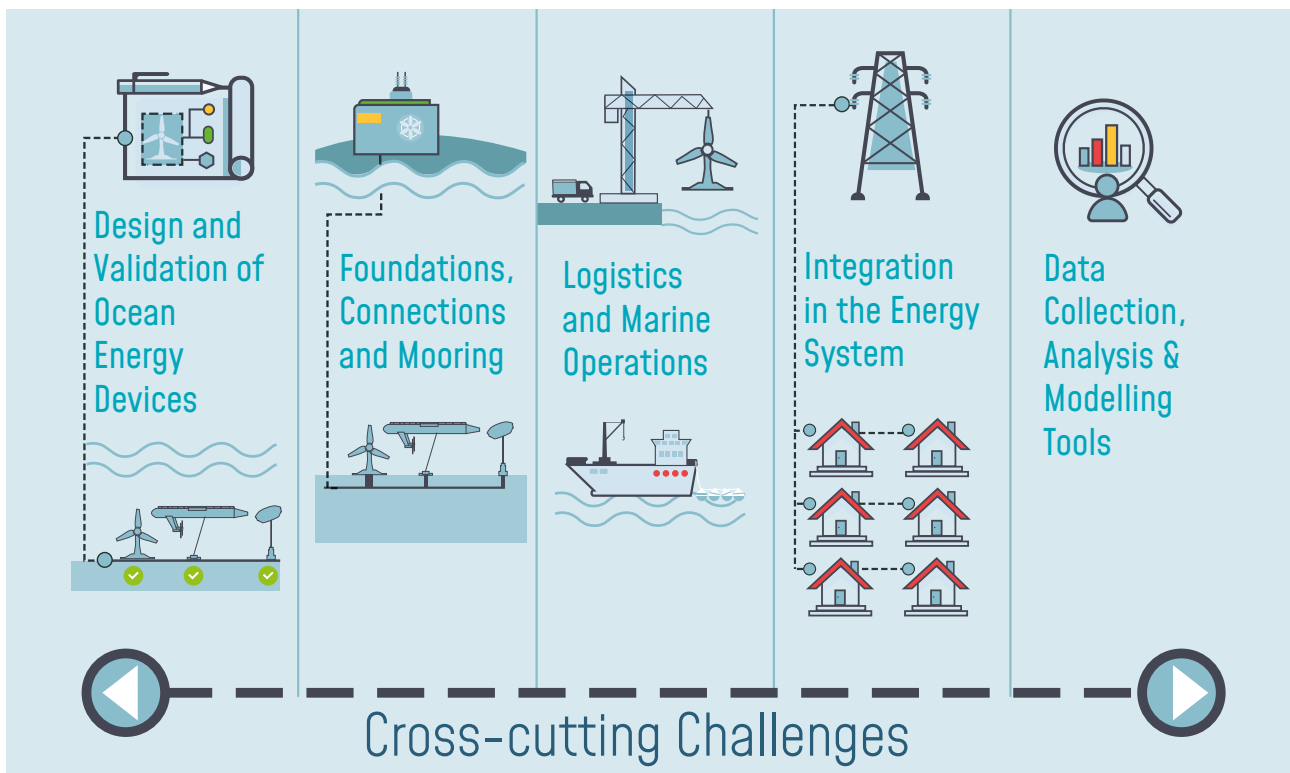 Design and
Validation of
Ocean
Energy
Devices
Foundations,
Connections
and Mooring
Logistics
and Marine
Operations
Integration
in the Energy
System
Data
Collection,
Analysis &
Modelling
Tools
Cross-cutting Challenges